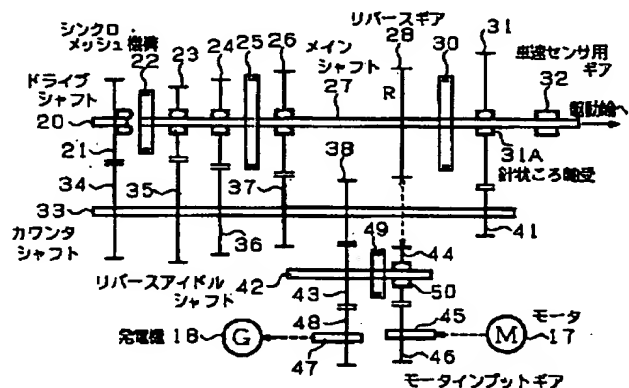 シンクロ
メッシュ機構
22
23
24
25
26
メイン
シャフト
27
リバースギア
28
R
30
31
車速センサ用
ギア
32
駆動輪へ
ドライブ
シャフト
20
21
31A
針状ころ軸受
34
35
37
38
33
カウンタ
シャフト
36
41
49
44
リバースアイドル
シャフト
42
43
50
48
45
モータ
発電機 18
G
47
46
M
17
モータインプットギア